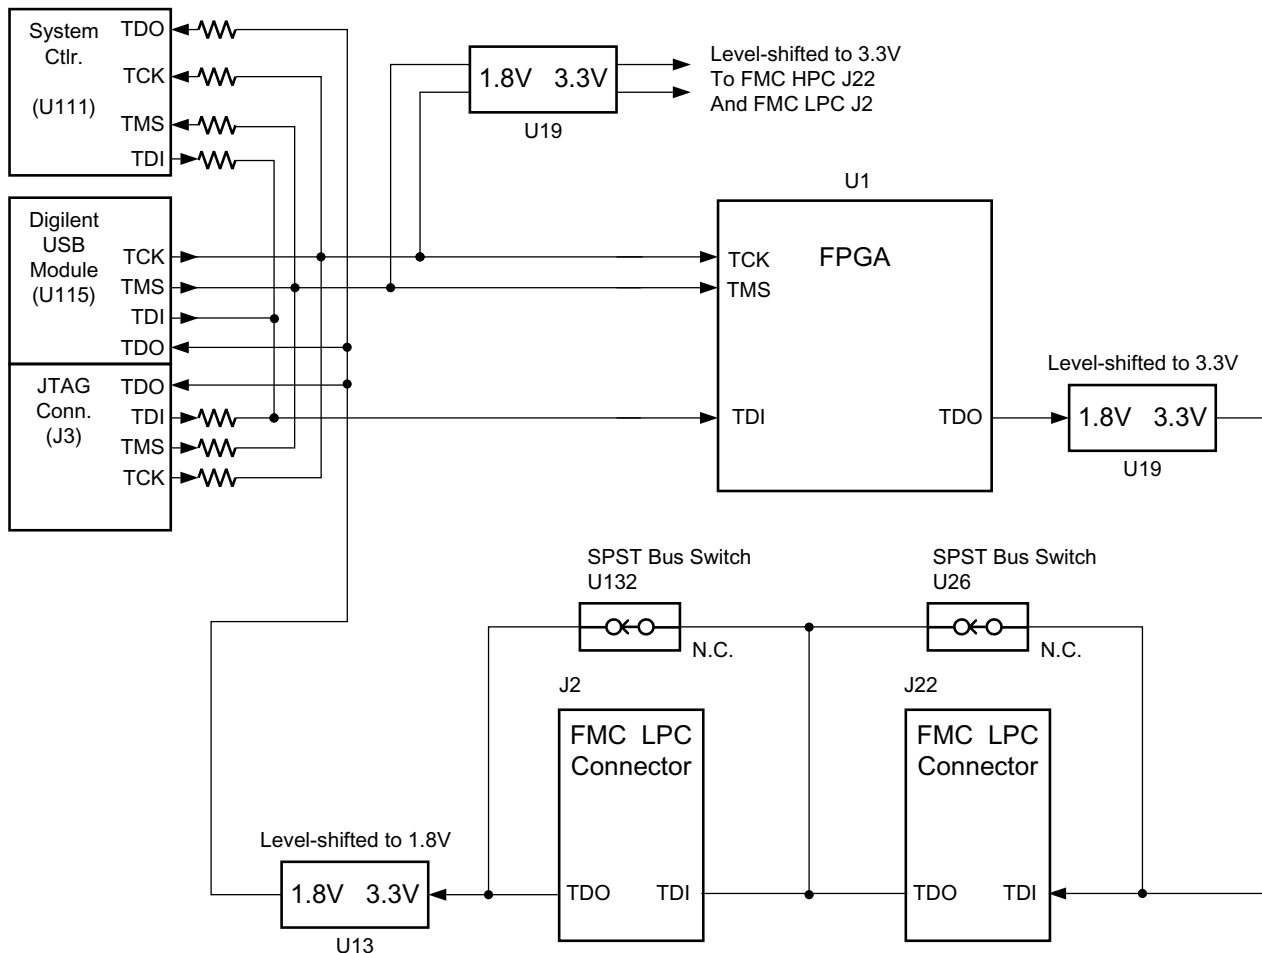 System
Ctlr.
(U111)
TDO
TCK
TMS
TDI
Digilent
USB
Module
(U115)
TCK
TMS
TDI
TDO
JTAG
Conn.
(J3)
TDO
TDI
TMS
TCK
1.8V 3.3V
U19
Level-shifted to 3.3V
To FMC HPC J22
And FMC LPC J2
U1
FPGA
TCK
TMS
TDI
TDO
Level-shifted to 3.3V
1.8V 3.3V
U19
SPST Bus Switch
U132
N.C.
SPST Bus Switch
U26
N.C.
J2
FMC LPC
Connector
TDO TDI
J22
FMC LPC
Connector
TDO TDI
Level-shifted to 1.8V
1.8V 3.3V
U13